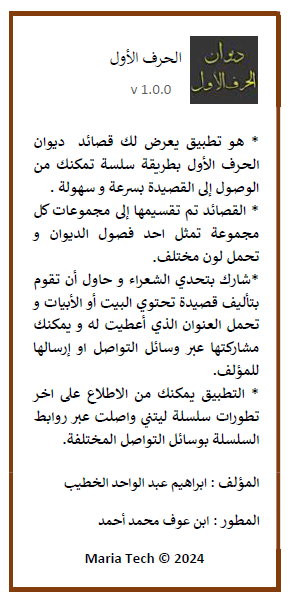 ديوان
الحرف الأول
الحرف الأول
v 1.0.0
* هو تطبيق يعرض لك قصائد ديوان
الحرف الأول بطريقة سلسة تمكنك من
الوصول إلى القصيدة بسرعة و سهولة .
* القصائد تم تقسيمها إلى مجموعات كل
مجموعة تمثل احد فصول الديوان و
تحمل لون مختلف.
*شارك بتحدي الشعراء و حاول أن تقوم
بتأليف قصيدة تحتوي البيت أو الأبيات و
تحمل العنوان الذي أعطيت له و يمكنك
مشاركتها عبر وسائل التواصل او إرسالها
للمؤلف.
* التطبيق يمكنك من الاطلاع على اخر
تطورات سلسلة ليتني واصلت عبر روابط
السلسلة بوسائل التواصل المختلفة.
المؤلف : ابراهيم عبد الواحد الخطيب
المطور : ابن عوف محمد أحمد
Maria Tech © 2024